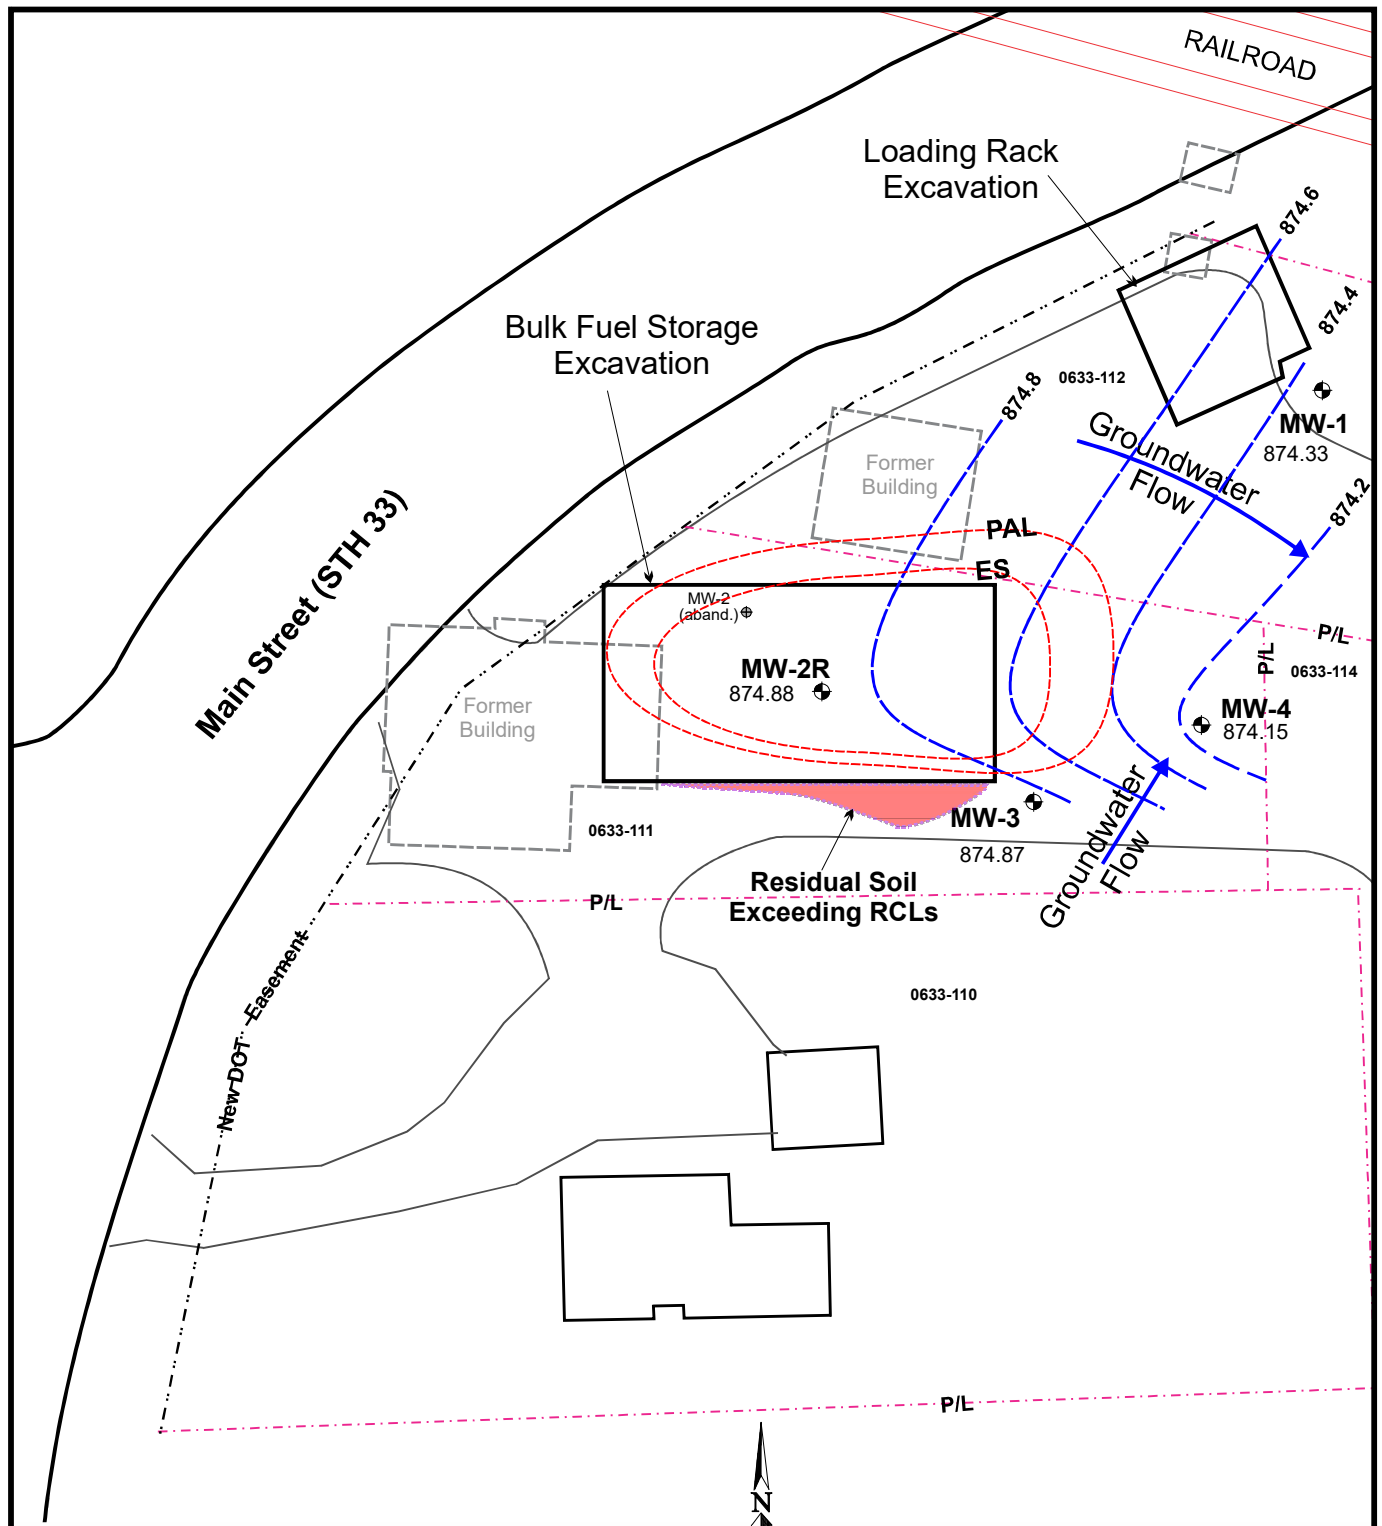 RAILROAD
Loading Rack
Excavation
874.6
874.4
Bulk Fuel Storage
Excavation
874.8
0633-112
MW-1
874.33
Groundwater
Flow
Former
Building
874.2
Main Street (STH 33)
PAL
ES
MW-2
(aband.)
P/L
P/L
0633-114
MW-2R
874.88
Former
Building
MW-4
874.15
MW-3
874.87
0633-111
Groundwater
Flow
Residual Soil
Exceeding RCLs
P/L
New DOT Easement
0633-110
P/L
N